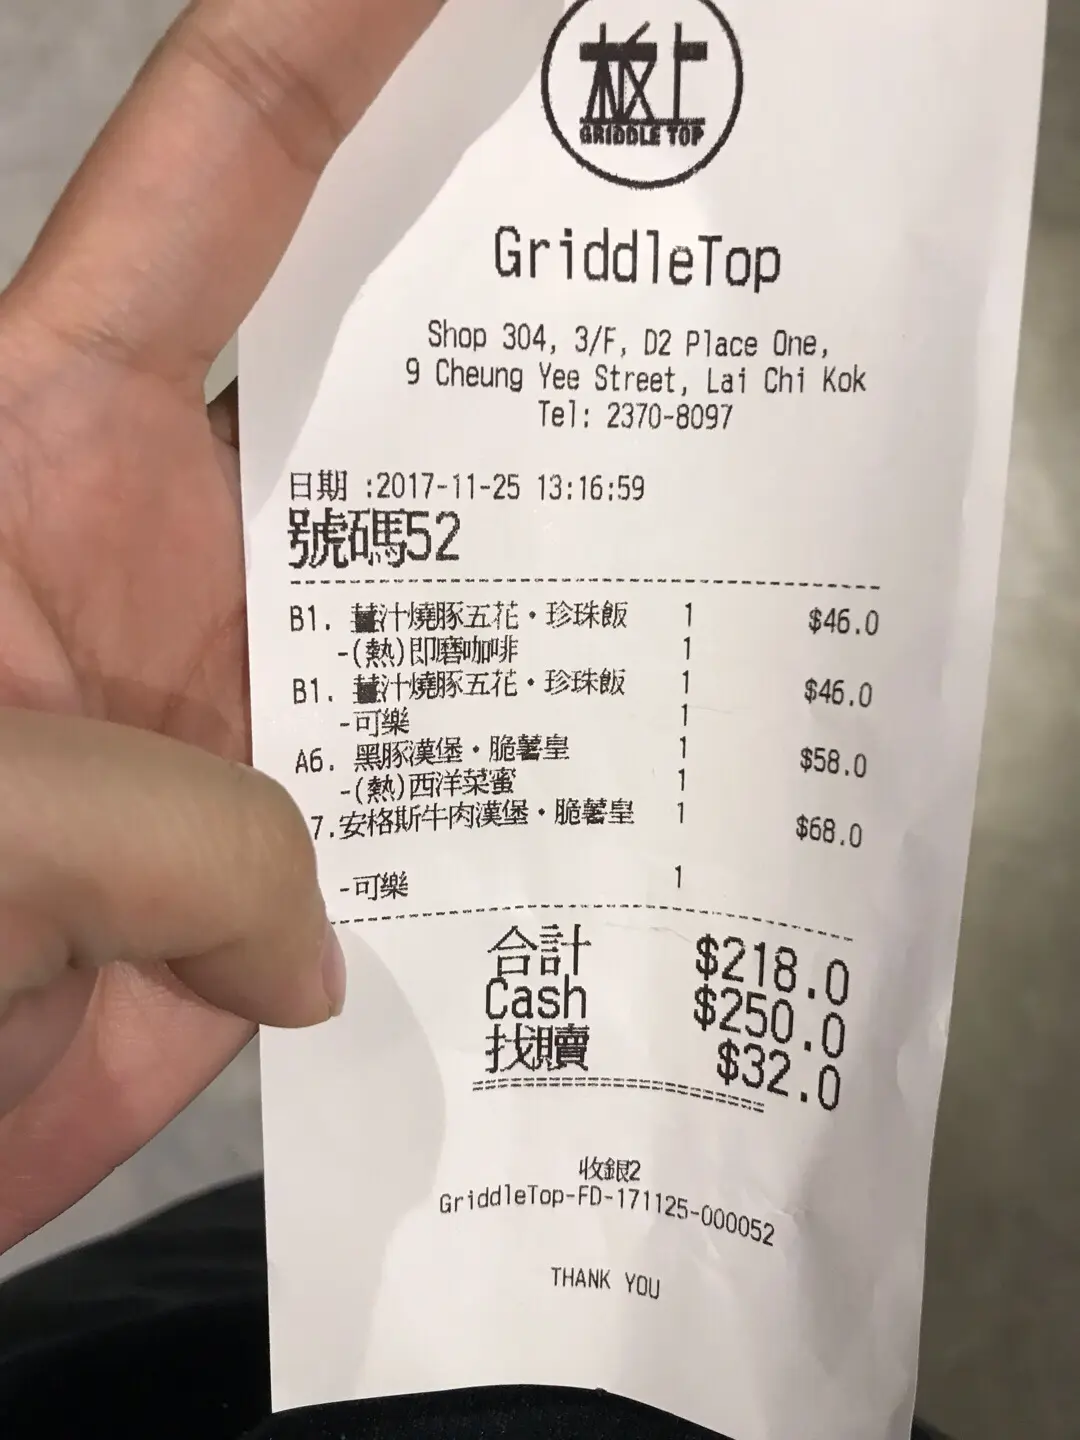 极上
GRIDDLE TOP
GriddleTop
Shop 304, 3/F, D2 Place One,
9 Cheung Yee Street, Lai Chi Kok
Tel: 2370-8097
日期 :2017-11-25 13:16:59
號碼52
B1. 薑汁燒豚五花・珍珠飯 1 $46.0
-(熱)即磨咖啡 1
B1. 薑汁燒豚五花・珍珠飯 1 $46.0
-可樂 1
A6. 黑豚漢堡・脆薯皇 1 $58.0
-(熱)西洋菜蜜 1
7.安格斯牛肉漢堡・脆薯皇 1 $68.0
-可樂 1
合計 $218.0
Cash $250.0
找贖 $32.0
收銀2
GriddleTop-FD-171125-000052
THANK YOU